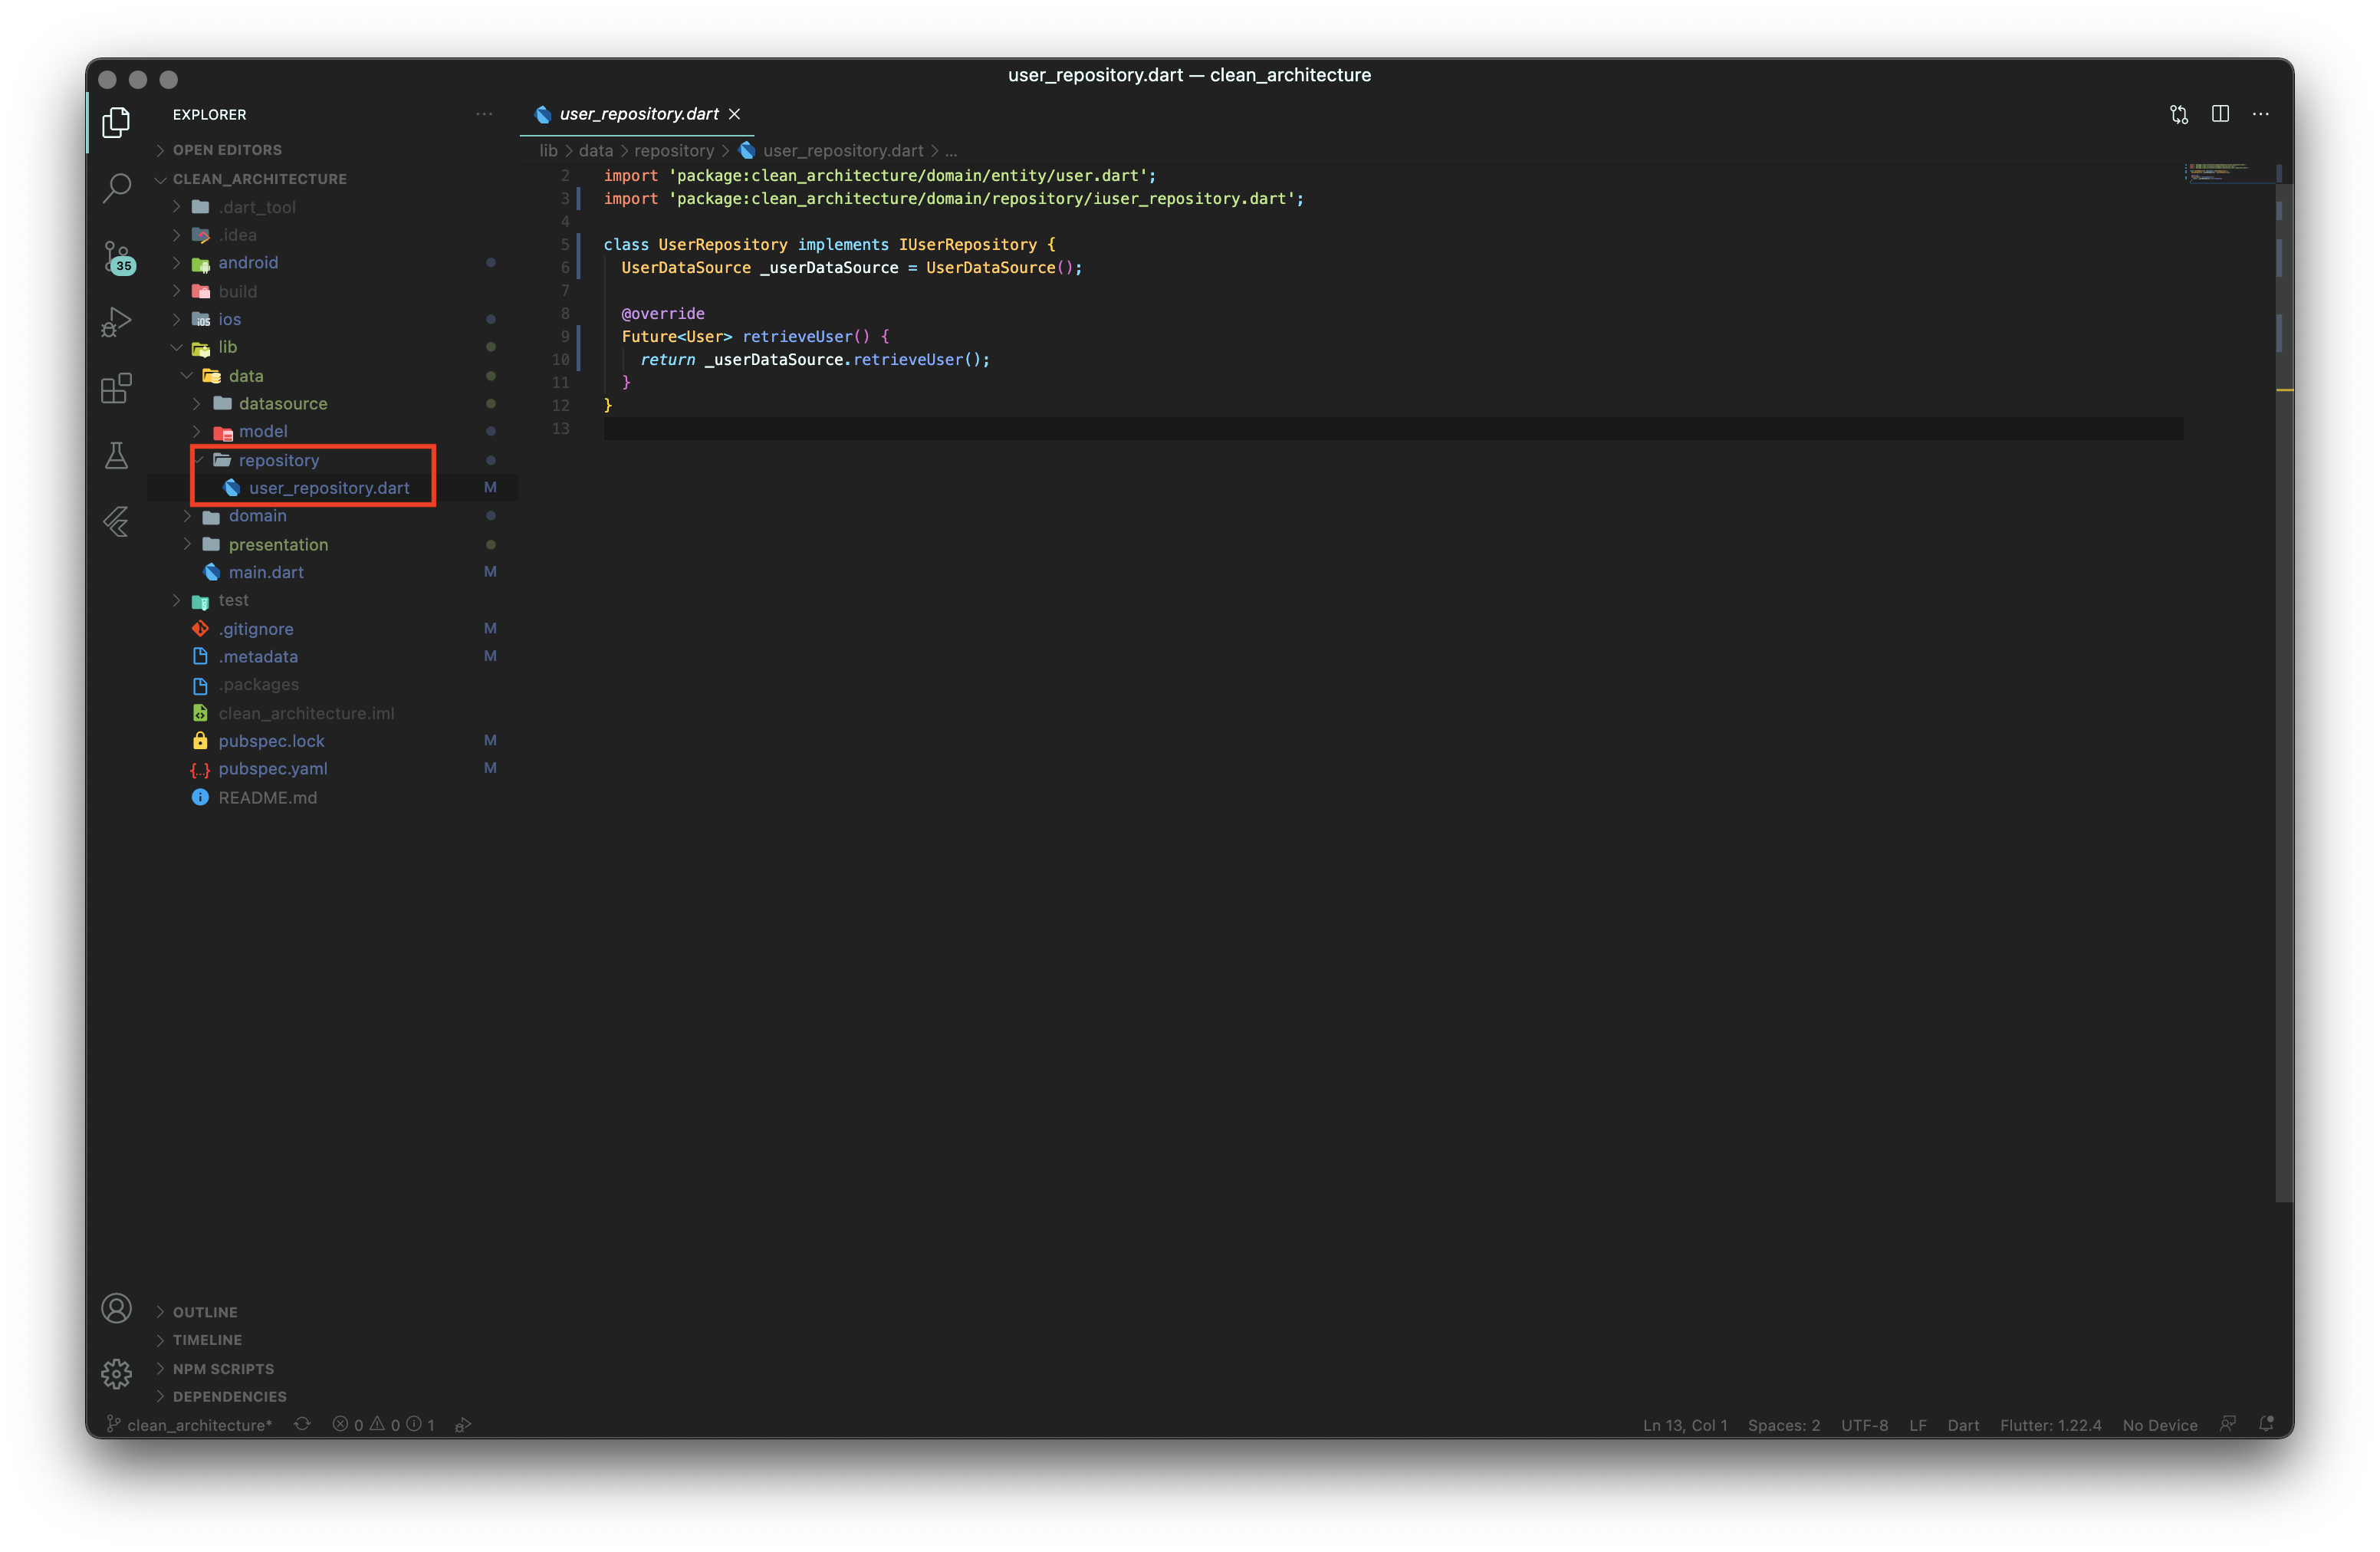 user_repository.dart — clean_architecture
EXPLORER
OPEN EDITORS
CLEAN_ARCHITECTURE
.dart_tool
.idea
android
build
ios
lib
data
datasource
model
repository
user_repository.dart M
domain
presentation
main.dart M
test
.gitignore M
.metadata M
.packages
clean_architecture.iml
pubspec.lock M
pubspec.yaml M
README.md
OUTLINE
TIMELINE
NPM SCRIPTS
DEPENDENCIES
35
user_repository.dart
lib > data > repository > user_repository.dart > ...
2 import 'package:clean_architecture/domain/entity/user.dart';
3 import 'package:clean_architecture/domain/repository/iuser_repository.dart';
4
5 class UserRepository implements IUserRepository {
6 UserDataSource _userDataSource = UserDataSource();
7
8 @override
9 Future<User> retrieveUser() {
10 return _userDataSource.retrieveUser();
11 }
12 }
13
clean_architecture* 0 0 1 Ln 13, Col 1 Spaces: 2 UTF-8 LF Dart Flutter: 1.22.4 No Device